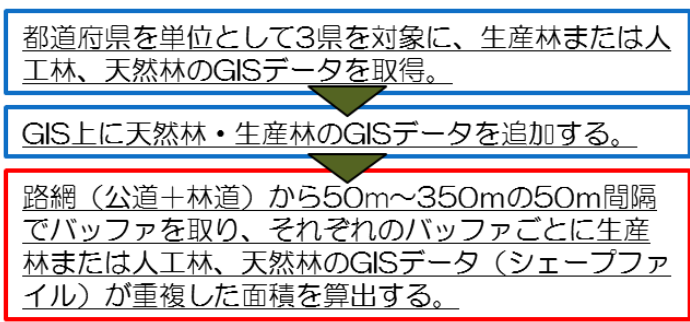 都道府県を単位として3県を対象に、生産林または人
工林、天然林のGISデータを取得。
GIS上に天然林・生産林のGISデータを追加する。
路網（公道＋林道）から50m～350mの50m間隔
でバッファを取り、それぞれのバッファごとに生産
林または人工林、天然林のGISデータ（シェープファ
イル）が重複した面積を算出する。